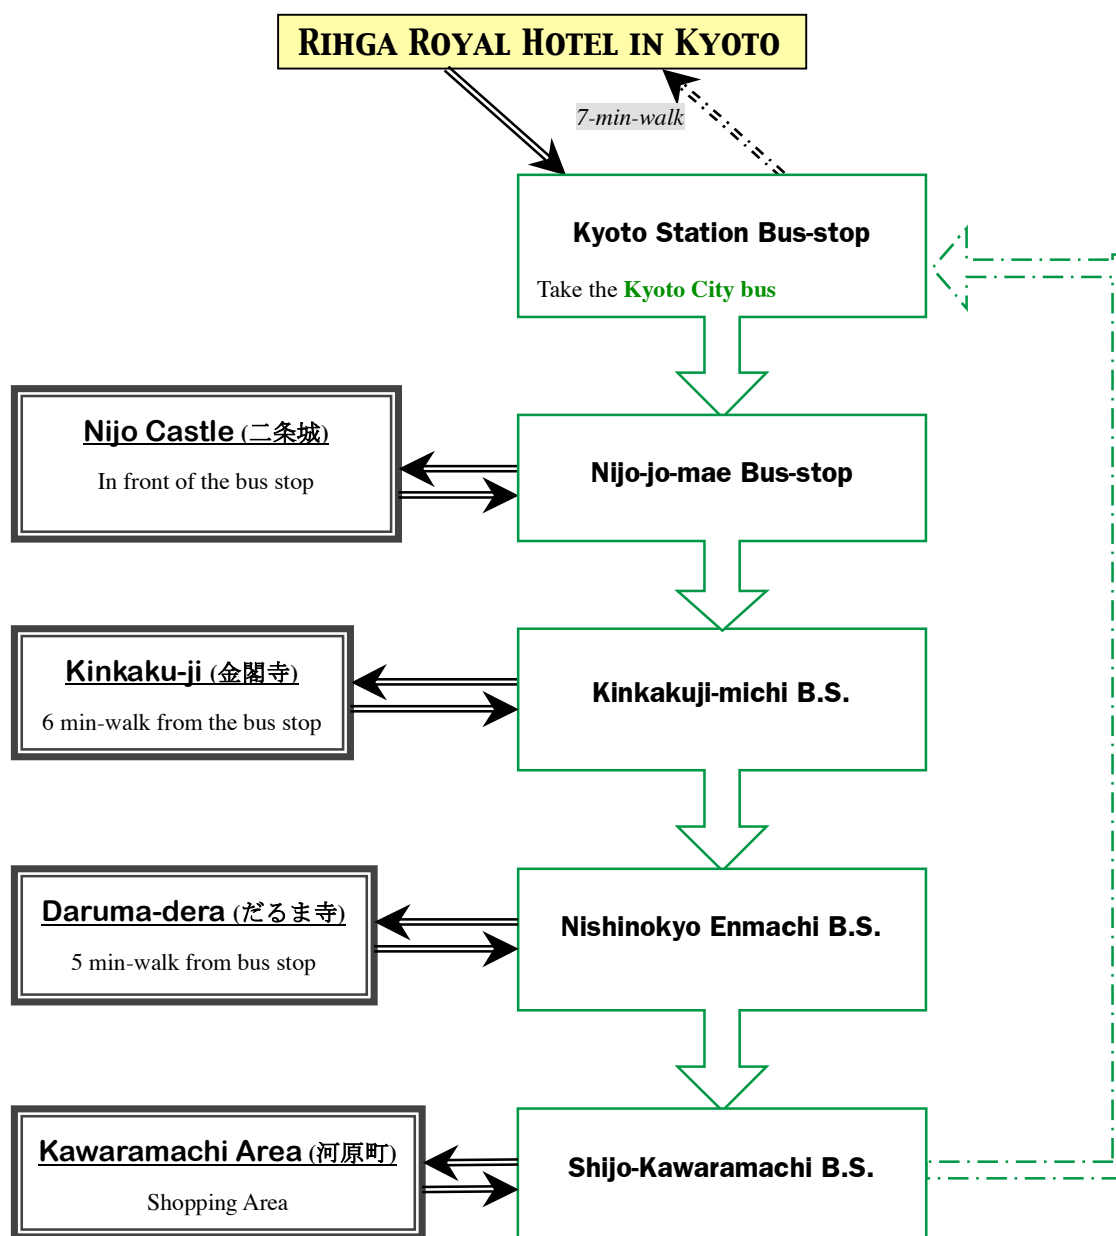 RIHGA ROYAL HOTEL IN KYOTO
7-min-walk
Kyoto Station Bus-stop
Take the Kyoto City bus
Nijo Castle (二条城)
In front of the bus stop
Nijo-jo-mae Bus-stop
Kinkaku-ji (金閣寺)
6 min-walk from the bus stop
Kinkakuji-michi B.S.
Daruma-dera (だるま寺)
5 min-walk from bus stop
Nishinokyo Enmachi B.S.
Kawaramachi Area (河原町)
Shopping Area
Shijo-Kawaramachi B.S.